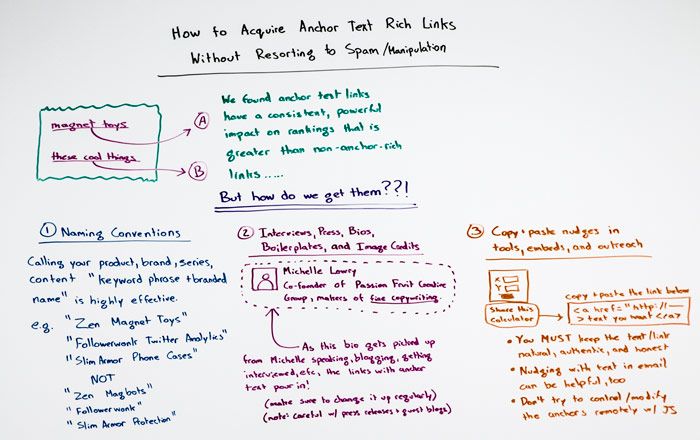 How to Acquire Anchor Text Rich Links
Without Resorting to Spam/Manipulation
magnet toys
these cool things
A
B
We found anchor test links
have a consistent, powerful
impact on rankings that is
greater than non-anchor-rich
links.....
But how do we get them??!
1 Naming Conventions
Calling your product, brand, series,
content "keyword phrase + branded
name" is highly effective.
e.g. "Zen Magnet Toys"
"Followerwonk Twitter Analytics"
"Slim Armor Phone Cases"
NOT
"Zen Magbots"
"Followerwonk"
"Slim Armor Protection"
2 Interviews, Press, Bios,
Boilerplates, and Image Credits
Michelle Lowry
Co-founder of Passion Fruit Creative
Group, makers of fine copywriting.
As this bio gets picked up
from Michelle speaking, blogging, getting
interviewed, etc, the links with anchor
text pour in!
(make sure to change it up regularly)
(note: careful w/ press releases + guest blogs)
3 Copy + paste nudges in
tools, embeds, and outreach
X
Y
Share this
calculator
copy + paste the link below
<a href="http://—
> text you want </a>
• You MUST keep the text/link
natural, authentic, and honest
• Nudging with text in email
can be helpful, too
• Don't try to control/modify
the anchors remotely w/ JS